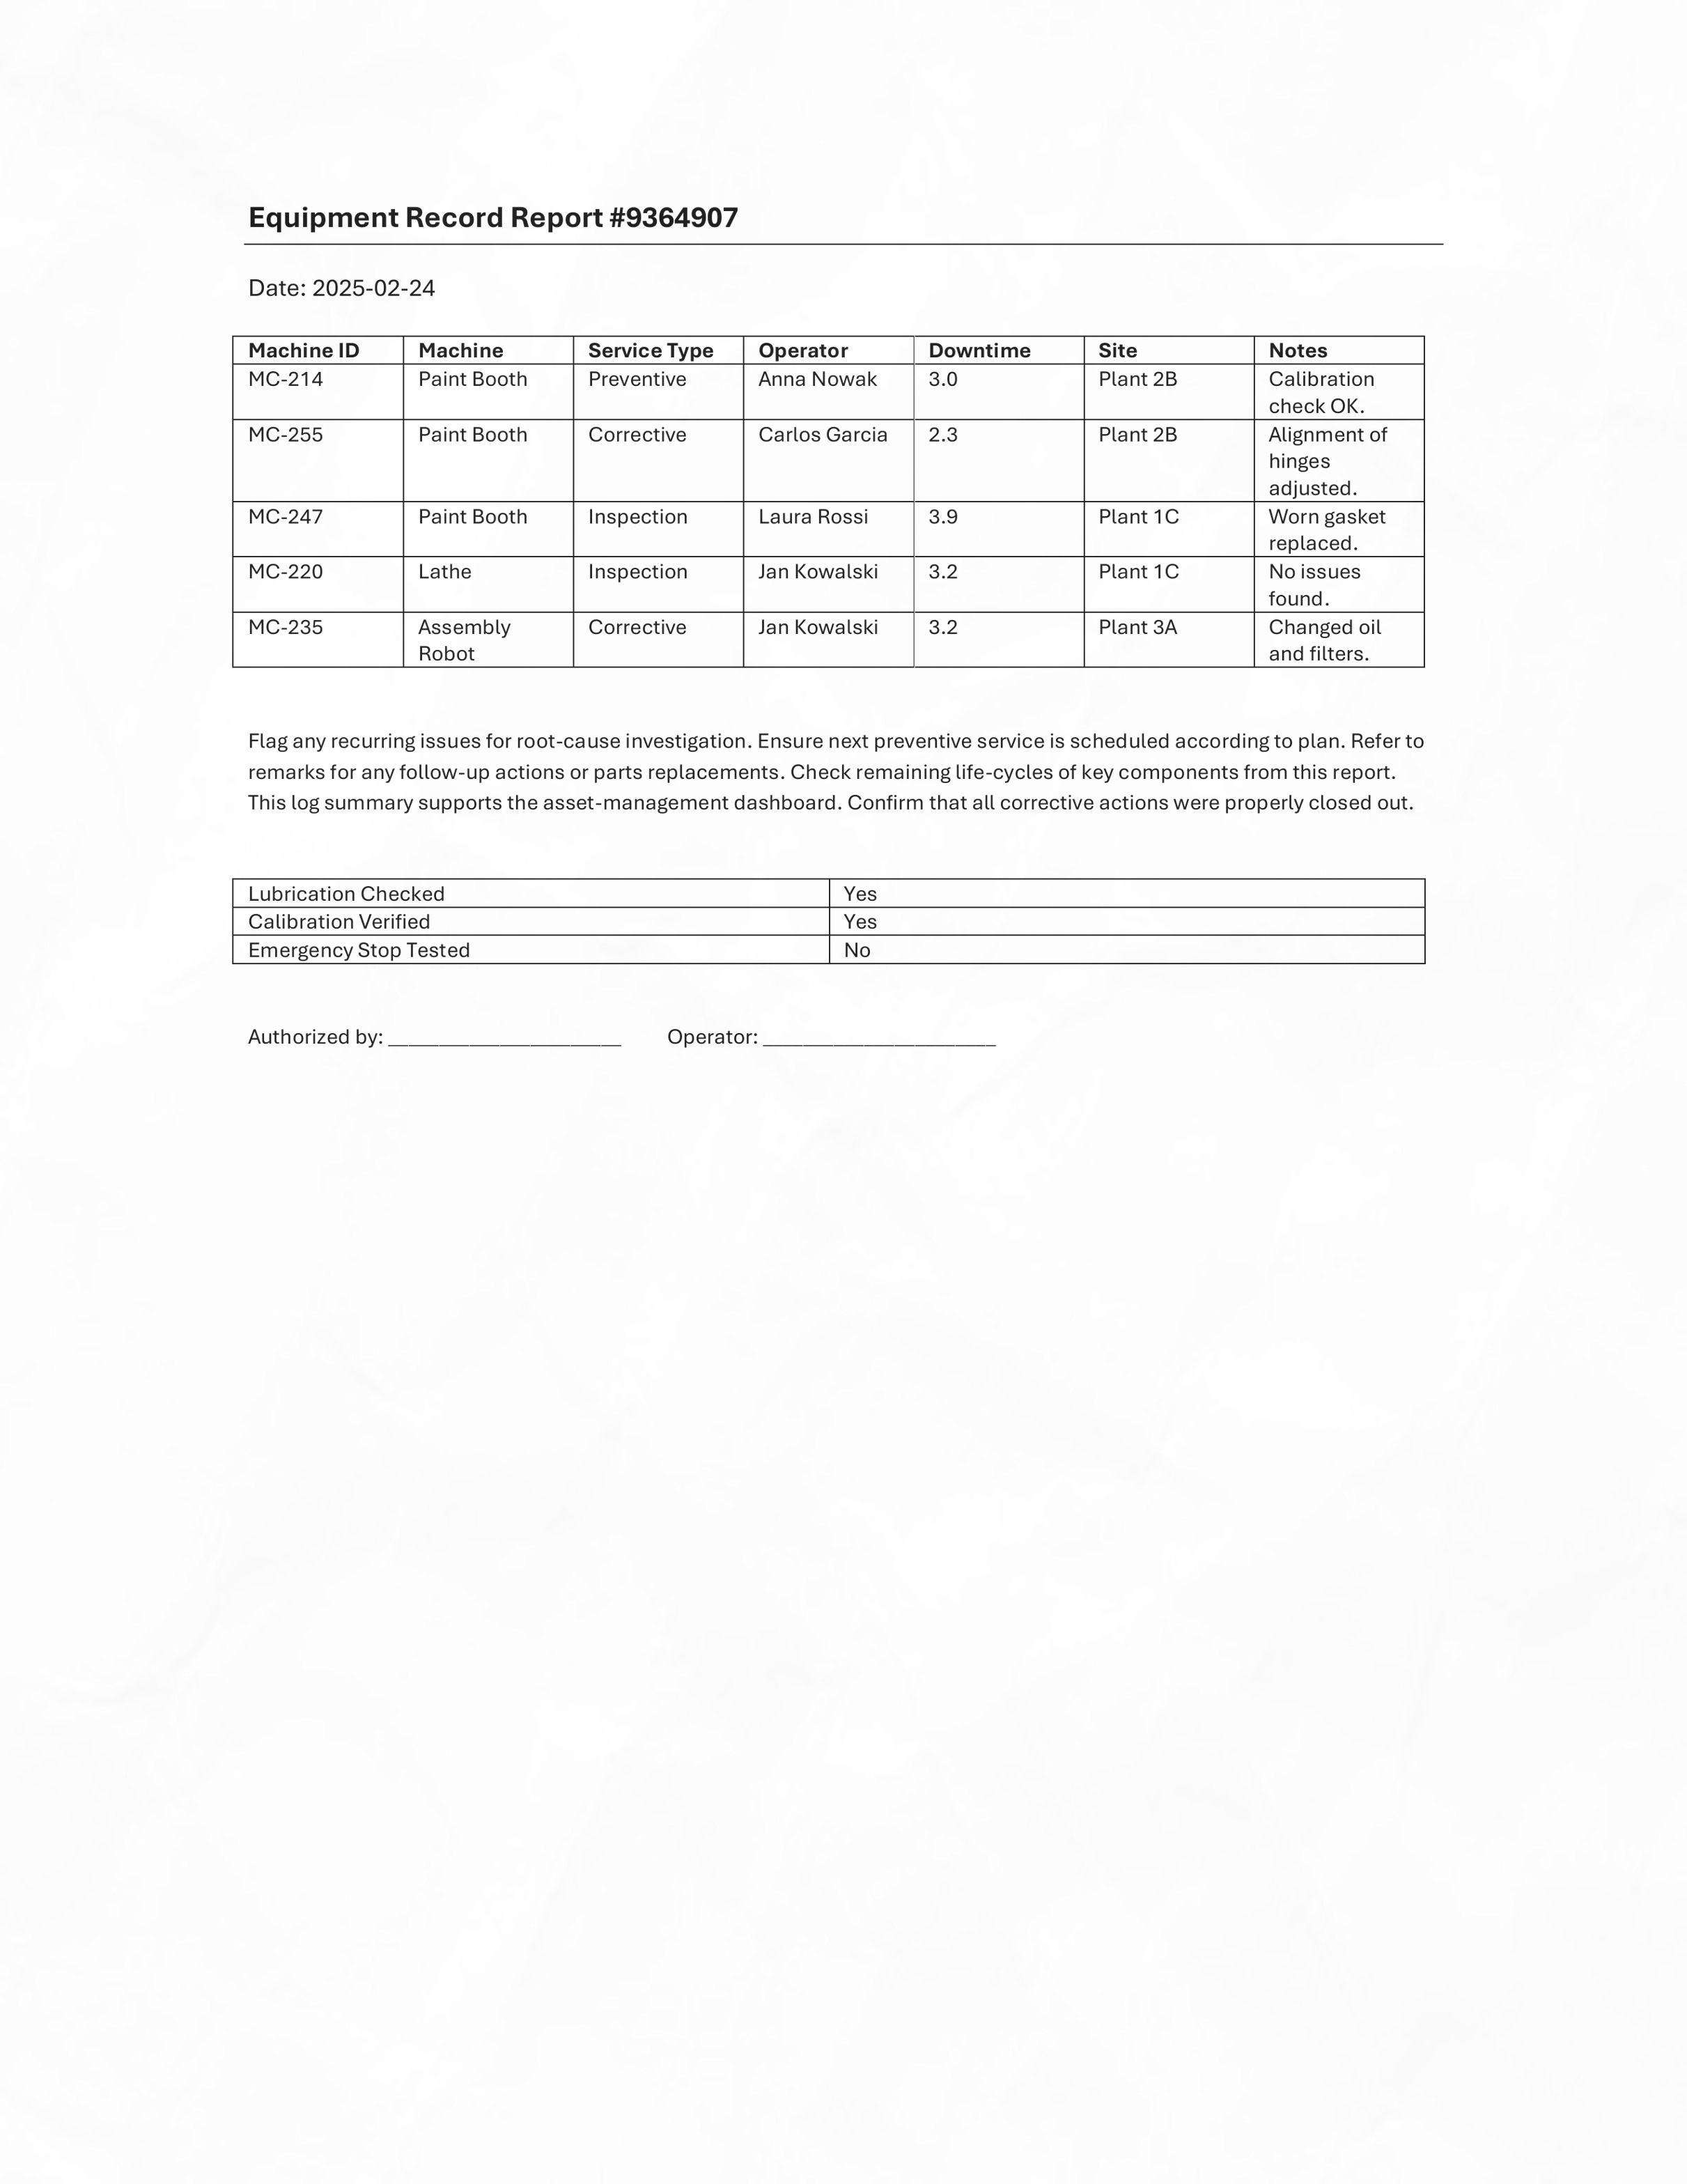 Equipment Record Report #9364907
Date: 2025-02-24
Machine ID Machine Service Type Operator Downtime Site Notes
MC-214 Paint Booth Preventive Anna Nowak 3.0 Plant 2B Calibration
check OK.
MC-255 Paint Booth Corrective Carlos Garcia 2.3 Plant 2B Alignment of
hinges
adjusted.
MC-247 Paint Booth Inspection Laura Rossi 3.9 Plant 1C Worn gasket
replaced.
MC-220 Lathe Inspection Jan Kowalski 3.2 Plant 1C No issues
found.
MC-235 Assembly Corrective Jan Kowalski 3.2 Plant 3A Changed oil
Robot and filters.
Flag any recurring issues for root-cause investigation. Ensure next preventive service is scheduled according to plan. Refer to
remarks for any follow-up actions or parts replacements. Check remaining life-cycles of key components from this report.
This log summary supports the asset-management dashboard. Confirm that all corrective actions were properly closed out.
Lubrication Checked Yes
Calibration Verified Yes
Emergency Stop Tested No
Authorized by: _______________________ Operator: _______________________